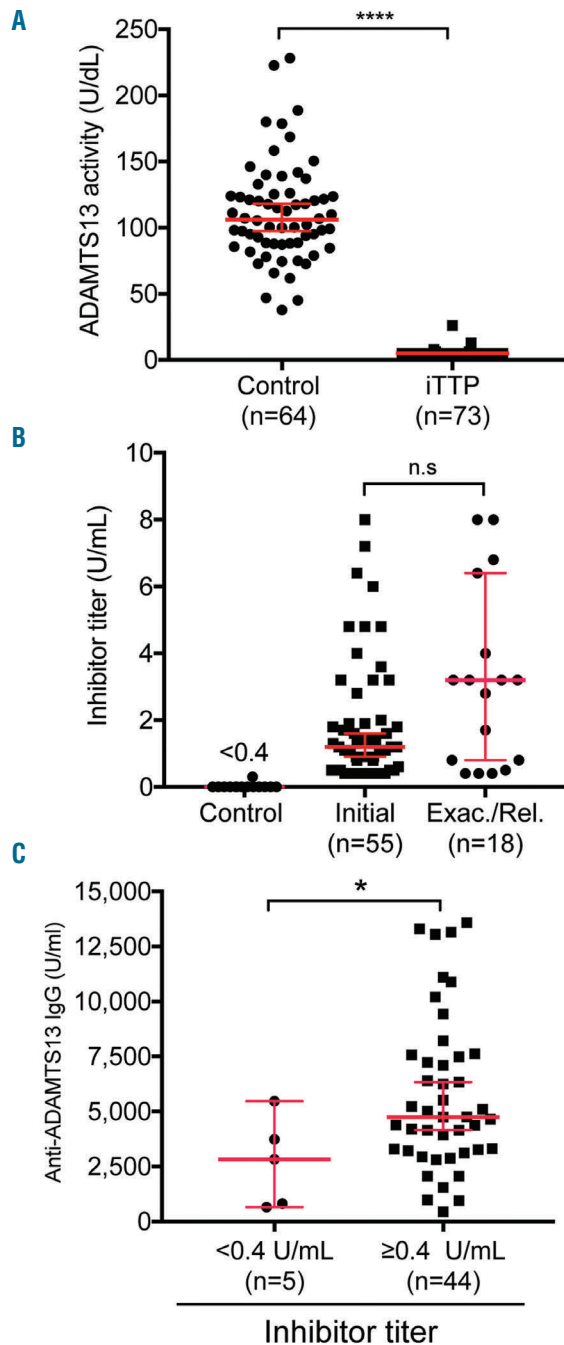 A
ADAMTS13 activity (U/dL)
250
200
150
100
50
0
****
Control
(n=64)
iTTP
(n=73)
B
Inhibitor titer (U/mL)
10
8
6
4
2
0
n.s
<0.4
Control
Initial
(n=55)
Exac./Rel.
(n=18)
C
Anti-ADAMTS13 IgG (U/ml)
15,000
12,500
10,000
7,500
5,000
2,500
0
*
<0.4 U/mL
(n=5)
≥0.4 U/mL
(n=44)
Inhibitor titer